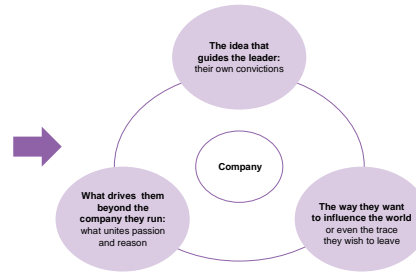 The idea that
guides the leader:
their own convictions
Company
What drives them
beyond the
company they run:
what unites passion
and reason
The way they want
to influence the world
or even the trace
they wish to leave